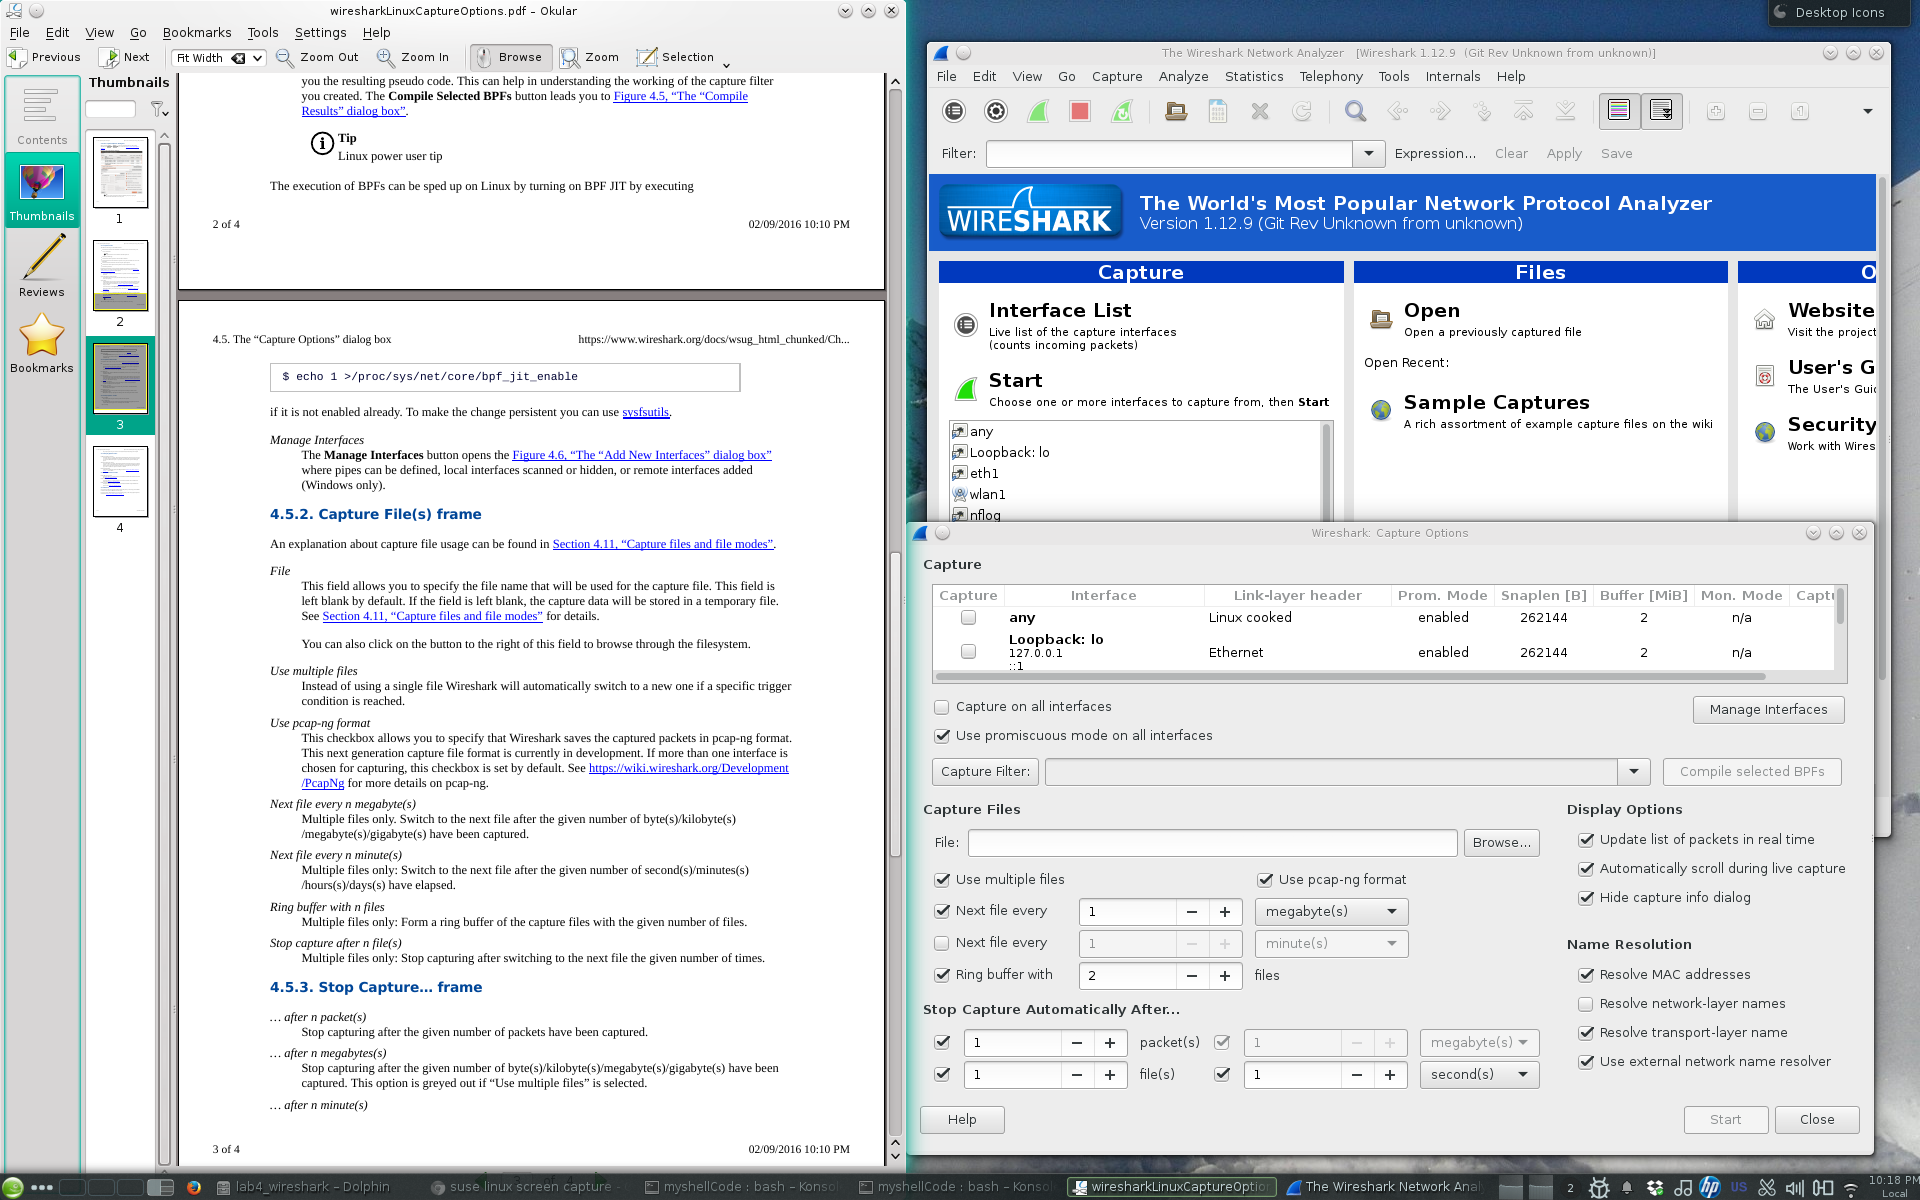 wiresharkLinuxCaptureOptions.pdf – Okular
File Edit View Go Bookmarks Tools Settings Help
Previous Next Fit Width Zoom Out Zoom In Browse Zoom Selection
Contents
Thumbnails
Reviews
Bookmarks
Thumbnails
1
2
3
4
you the resulting pseudo code. This can help in understanding the working of the capture filter
you created. The Compile Selected BPFs button leads you to Figure 4.5, “The “Compile
Results” dialog box”.
Tip
Linux power user tip
The execution of BPFs can be sped up on Linux by turning on BPF JIT by executing
2 of 4 02/09/2016 10:10 PM
4.5. The “Capture Options” dialog box https://www.wireshark.org/docs/wsug_html_chunked/Ch...
$ echo 1 >/proc/sys/net/core/bpf_jit_enable
if it is not enabled already. To make the change persistent you can use sysfsutils.
Manage Interfaces
The Manage Interfaces button opens the Figure 4.6, “The “Add New Interfaces” dialog box”
where pipes can be defined, local interfaces scanned or hidden, or remote interfaces added
(Windows only).
4.5.2. Capture File(s) frame
An explanation about capture file usage can be found in Section 4.11, “Capture files and file modes”.
File
This field allows you to specify the file name that will be used for the capture file. This field is
left blank by default. If the field is left blank, the capture data will be stored in a temporary file.
See Section 4.11, “Capture files and file modes” for details.
You can also click on the button to the right of this field to browse through the filesystem.
Use multiple files
Instead of using a single file Wireshark will automatically switch to a new one if a specific trigger
condition is reached.
Use pcap-ng format
This checkbox allows you to specify that Wireshark saves the captured packets in pcap-ng format.
This next generation capture file format is currently in development. If more than one interface is
chosen for capturing, this checkbox is set by default. See https://wiki.wireshark.org/Development
/PcapNg for more details on pcap-ng.
Next file every n megabyte(s)
Multiple files only. Switch to the next file after the given number of byte(s)/kilobyte(s)
/megabyte(s)/gigabyte(s) have been captured.
Next file every n minute(s)
Multiple files only: Switch to the next file after the given number of second(s)/minutes(s)
/hours(s)/days(s) have elapsed.
Ring buffer with n files
Multiple files only: Form a ring buffer of the capture files with the given number of files.
Stop capture after n file(s)
Multiple files only: Stop capturing after switching to the next file the given number of times.
4.5.3. Stop Capture… frame
… after n packet(s)
Stop capturing after the given number of packets have been captured.
… after n megabytes(s)
Stop capturing after the given number of byte(s)/kilobyte(s)/megabyte(s)/gigabyte(s) have been
captured. This option is greyed out if “Use multiple files” is selected.
… after n minute(s)
3 of 4 02/09/2016 10:10 PM
Desktop Icons
The Wireshark Network Analyzer [Wireshark 1.12.9 (Git Rev Unknown from unknown)]
File Edit View Go Capture Analyze Statistics Telephony Tools Internals Help
Filter: Expression... Clear Apply Save
WIRESHARK
The World's Most Popular Network Protocol Analyzer
Version 1.12.9 (Git Rev Unknown from unknown)
Capture
Interface List
Live list of the capture interfaces
(counts incoming packets)
Start
Choose one or more interfaces to capture from, then Start
any
Loopback: lo
eth1
wlan1
nflog
Files
Open
Open a previously captured file
Open Recent:
Sample Captures
A rich assortment of example capture files on the wiki
O
Website
Visit the project
User's G
The User's Guid
Security
Work with Wires
Wireshark: Capture Options
Capture
Capture Interface Link-layer header Prom. Mode Snaplen [B] Buffer [MiB] Mon. Mode Captu
any Linux cooked enabled 262144 2 n/a
Loopback: lo
127.0.0.1 Ethernet enabled 262144 2 n/a
::1
Capture on all interfaces Manage Interfaces
Use promiscuous mode on all interfaces
Capture Filter: Compile selected BPFs
Capture Files
File: Browse...
Use multiple files Use pcap-ng format
Next file every 1 megabyte(s)
Next file every 1 minute(s)
Ring buffer with 2 files
Stop Capture Automatically After...
1 packet(s) 1 megabyte(s)
1 file(s) 1 second(s)
Display Options
Update list of packets in real time
Automatically scroll during live capture
Hide capture info dialog
Name Resolution
Resolve MAC addresses
Resolve network-layer names
Resolve transport-layer name
Use external network name resolver
Help Start Close
lab4_wireshark – Dolphin suse linux screen capture myshellCode : bash – Konso myshellCode : bash – Konso wiresharkLinuxCaptureOptio The Wireshark Network Ana 2 hp US 10:18 PM
Local